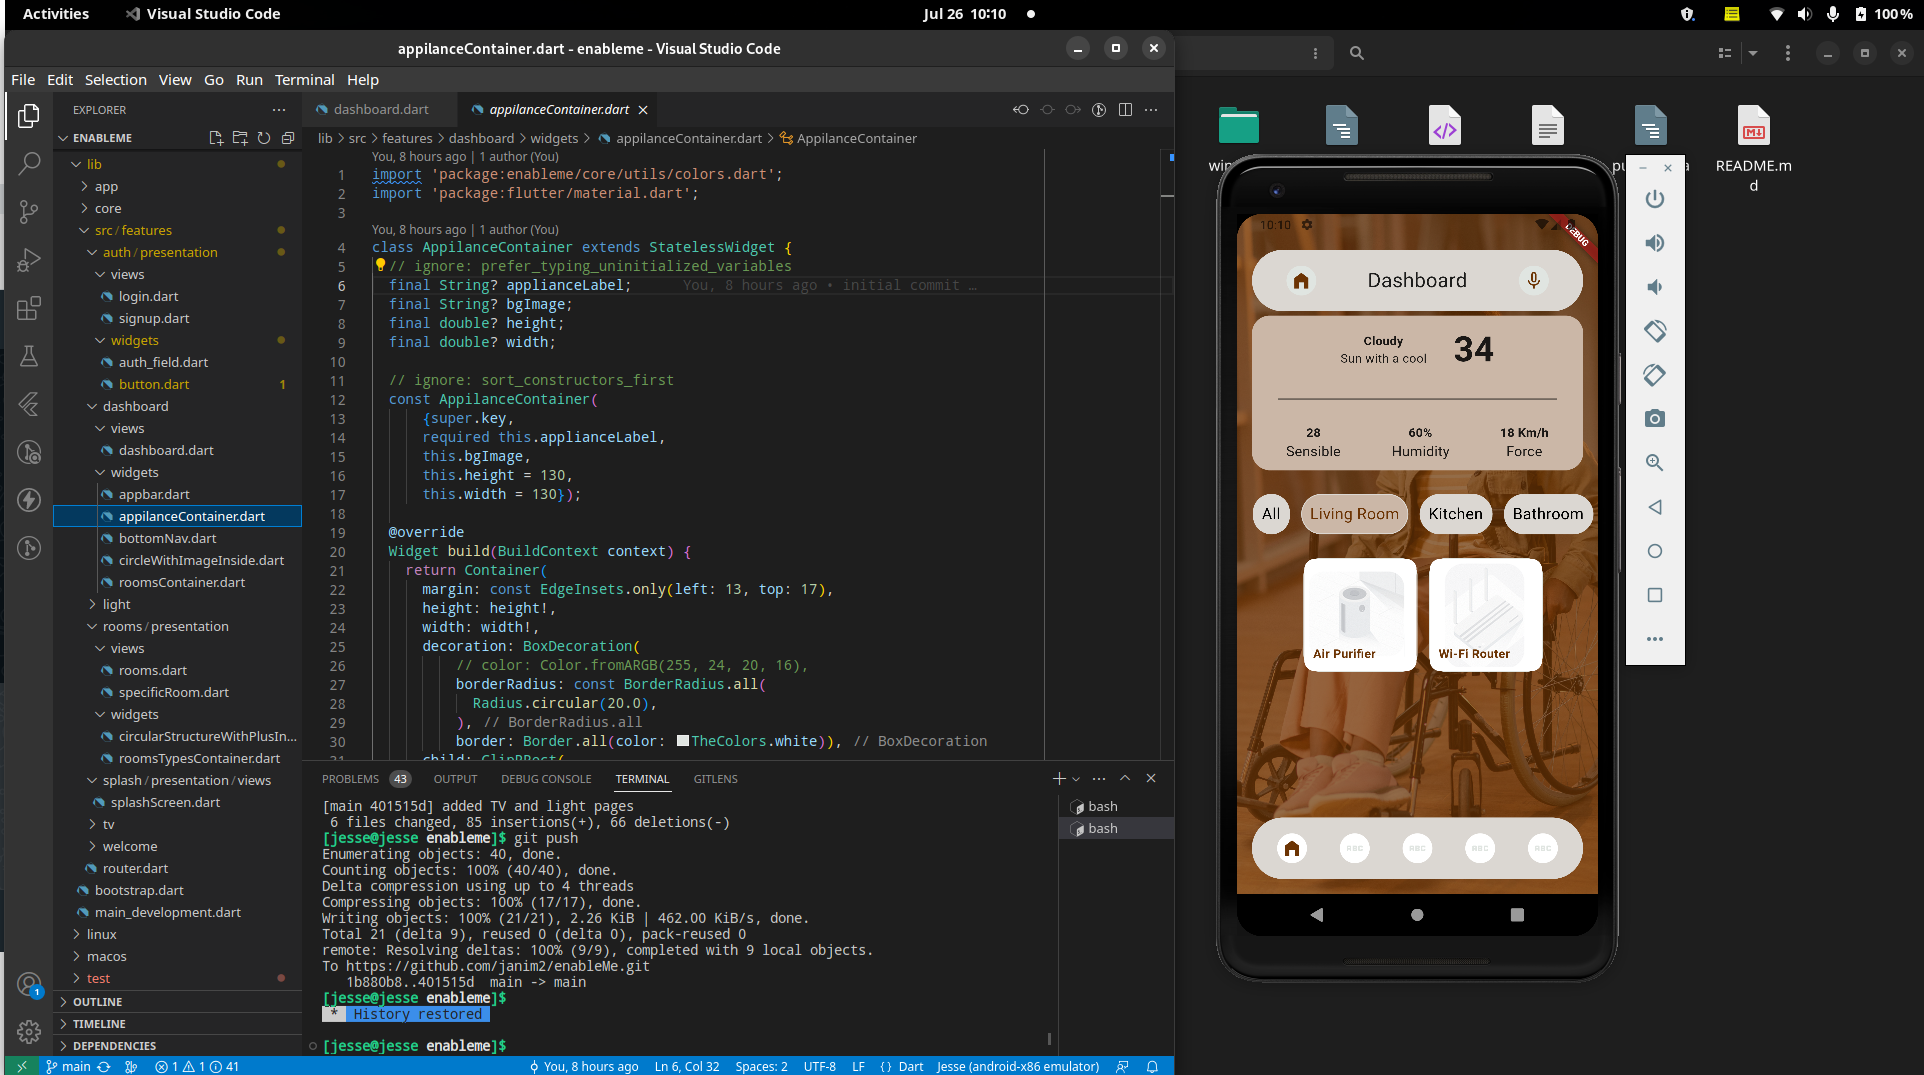 Activities
Visual Studio Code
Jul 26 10:10
100 %
appilanceContainer.dart - enableme - Visual Studio Code
File Edit Selection View Go Run Terminal Help
EXPLORER
ENABLEME
lib
app
core
src / features
auth / presentation
views
login.dart
signup.dart
widgets
auth_field.dart
button.dart 1
dashboard
views
dashboard.dart
widgets
appbar.dart
appilanceContainer.dart
bottomNav.dart
circleWithImageInside.dart
roomsContainer.dart
light
rooms / presentation
views
rooms.dart
specificRoom.dart
widgets
circularStructureWithPlusIn...
roomsTypesContainer.dart
splash / presentation / views
splashScreen.dart
tv
welcome
router.dart
bootstrap.dart
main_development.dart
linux
macos
test
OUTLINE
TIMELINE
DEPENDENCIES
dashboard.dart
appilanceContainer.dart
lib > src > features > dashboard > widgets > appilanceContainer.dart > AppilanceContainer
You, 8 hours ago | 1 author (You)
1 import 'package:enableme/core/utils/colors.dart';
2 import 'package:flutter/material.dart';
3
You, 8 hours ago | 1 author (You)
4 class AppilanceContainer extends StatelessWidget {
5 // ignore: prefer_typing_uninitialized_variables
6 final String? applianceLabel; You, 8 hours ago • initial commit …
7 final String? bgImage;
8 final double? height;
9 final double? width;
10
11 // ignore: sort_constructors_first
12 const AppilanceContainer(
13 {super.key,
14 required this.applianceLabel,
15 this.bgImage,
16 this.height = 130,
17 this.width = 130});
18
19 @override
20 Widget build(BuildContext context) {
21 return Container(
22 margin: const EdgeInsets.only(left: 13, top: 17),
23 height: height!,
24 width: width!,
25 decoration: BoxDecoration(
26 // color: Color.fromARGB(255, 24, 20, 16),
27 borderRadius: const BorderRadius.all(
28 Radius.circular(20.0),
29 ), // BorderRadius.all
30 border: Border.all(color: TheColors.white)), // BoxDecoration
31 child: ClipRRect(
PROBLEMS 43 OUTPUT DEBUG CONSOLE TERMINAL GITLENS
[main 401515d] added TV and light pages
6 files changed, 85 insertions(+), 66 deletions(-)
[jesse@jesse enableme]$ git push
Enumerating objects: 40, done.
Counting objects: 100% (40/40), done.
Delta compression using up to 4 threads
Compressing objects: 100% (17/17), done.
Writing objects: 100% (21/21), 2.26 KiB | 462.00 KiB/s, done.
Total 21 (delta 9), reused 0 (delta 0), pack-reused 0
remote: Resolving deltas: 100% (9/9), completed with 9 local objects.
To https://github.com/janim2/enableMe.git
1b880b8..401515d main -> main
[jesse@jesse enableme]$
* History restored
[jesse@jesse enableme]$
bash
bash
1
main
1 1 41
You, 8 hours ago
Ln 6, Col 32
Spaces: 2
UTF-8
LF
{ } Dart
Jesse (android-x86 emulator)
README.m
d
10:10
DEBUG
Dashboard
Cloudy
Sun with a cool
34
28
Sensible
60%
Humidity
18 Km/h
Force
All
Living Room
Kitchen
Bathroom
Air Purifier
Wi-Fi Router
ABC
ABC
ABC
ABC